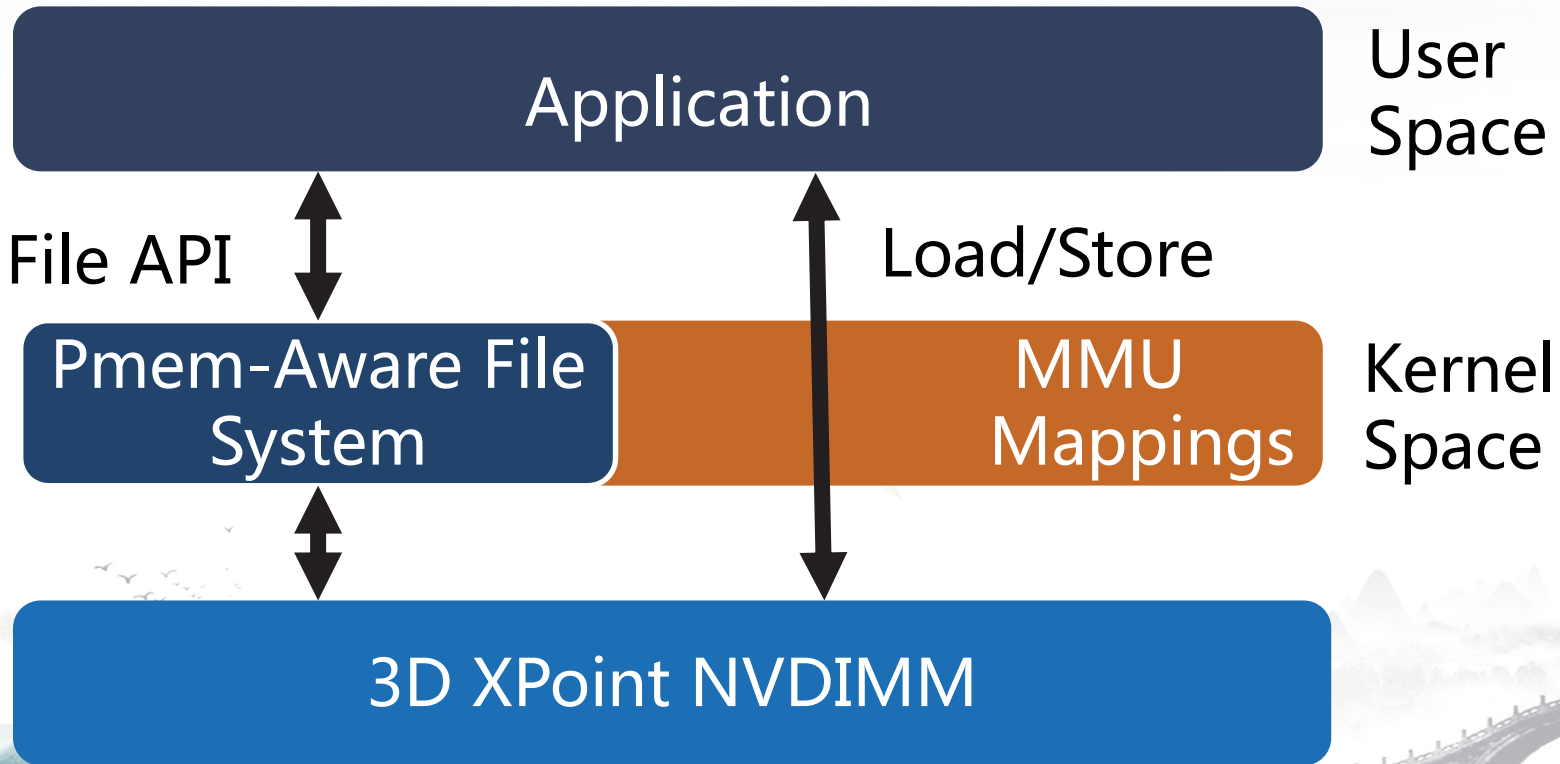 Application
User
Space
File API
Load/Store
Pmem-Aware File
System
MMU
Mappings
Kernel
Space
3D XPoint NVDIMM